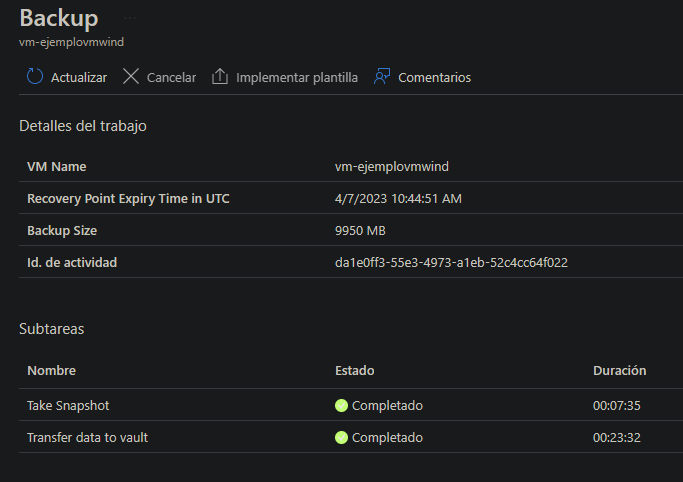 Backup ...
vm-ejemplovmwind
Actualizar Cancelar Implementar plantilla Comentarios
Detalles del trabajo
VM Name vm-ejemplovmwind
Recovery Point Expiry Time in UTC 4/7/2023 10:44:51 AM
Backup Size 9950 MB
Id. de actividad da1e0ff3-55e3-4973-a1eb-52c4cc64f022
Subtareas
Nombre Estado Duración
Take Snapshot Completado 00:07:35
Transfer data to vault Completado 00:23:32